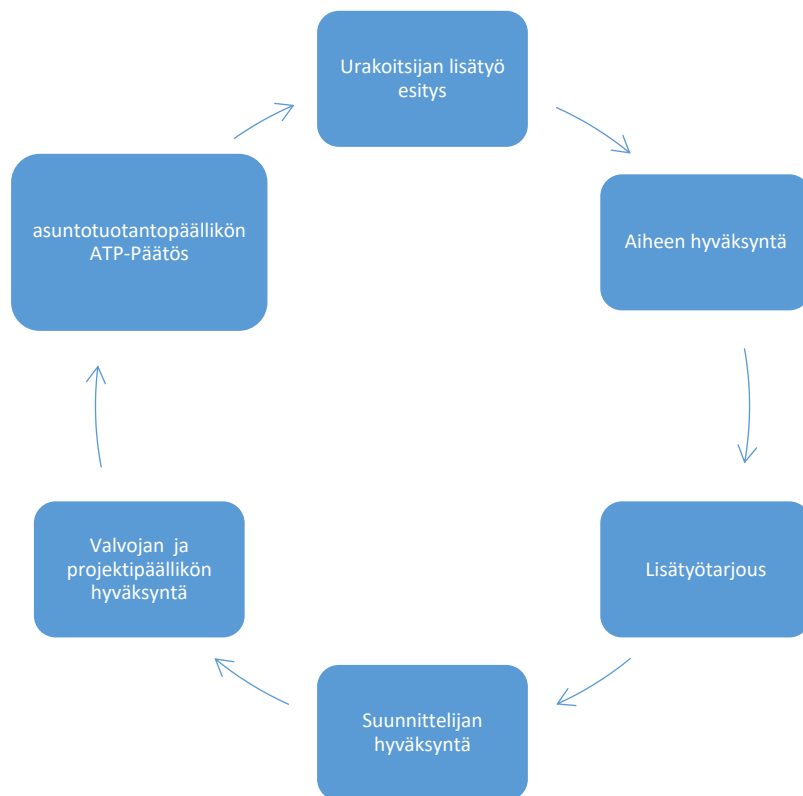 Urakoitsijan lisätyö
esitys
Aiheen hyväksyntä
Lisätyötarjous
Suunnittelijan
hyväksyntä
Valvojan ja
projektipäällikön
hyväksyntä
asuntotuotantopäällikön
ATP-Päätös